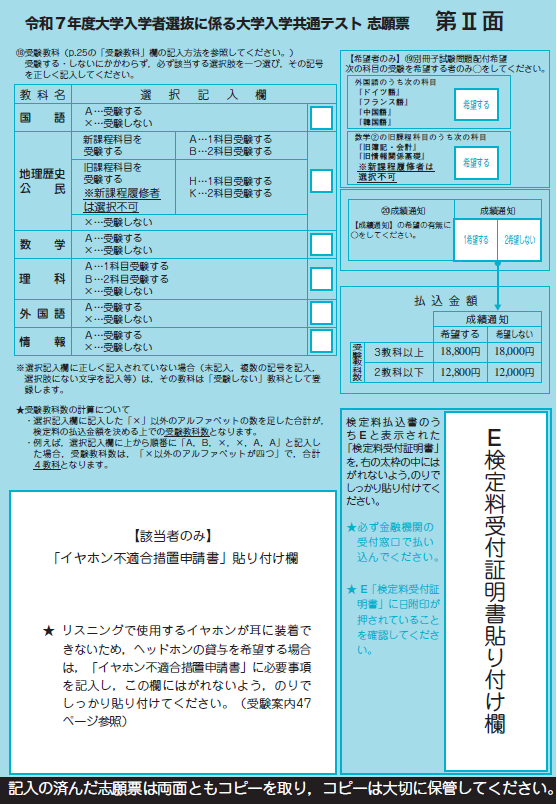 令和７年度大学入学者選抜に係る大学入学共通テスト 志願票　第Ⅱ面
⑱受験教科（p.25の「受験教科」欄の記入方法を参照してください。）
受験する・しないにかかわらず，必ず該当する選択肢を一つ選び，その記号
を正しく記入してください。
教科名　選択記入欄
国語
Ａ…受験する
×…受験しない
地理歴史
公民
新課程科目を
受験する
Ａ…１科目受験する
Ｂ…２科目受験する
旧課程科目を
受験する
※新課程履修者
は選択不可
Ｈ…１科目受験する
Ｋ…２科目受験する
×…受験しない
数学
Ａ…受験する
×…受験しない
理科
Ａ…１科目受験する
Ｂ…２科目受験する
×…受験しない
外国語
Ａ…受験する
×…受験しない
情報
Ａ…受験する
×…受験しない
※選択記入欄に正しく記入されていない場合（未記入，複数の記号を記入，
選択肢にない文字を記入等）は，その教科は「受験しない」教科として登
録します。
★受験教科数の計算について
・選択記入欄に記入した「×」以外のアルファベットの数を足した合計が，
検定料の払込金額を決める上での受験教科数となります。
・例えば，選択記入欄に上から順番に「Ａ，Ｂ，×，×，Ａ，Ａ」と記入し
た場合，受験教科数は，「×以外のアルファベットが四つ」で，合計
４教科となります。
【該当者のみ】
「イヤホン不適合措置申請書」貼り付け欄
★ リスニングで使用するイヤホンが耳に装着で
きないため，ヘッドホンの貸与を希望する場合
は，「イヤホン不適合措置申請書」に必要事項
を記入し，この欄にはがれないよう，のりで
しっかり貼り付けてください。（受験案内47
ページ参照）
【希望者のみ】⑲別冊子試験問題配付希望
次の科目の受験を希望する者のみ○をしてください。
外国語のうち次の科目
『ドイツ語』
『フランス語』
『中国語』
『韓国語』
希望する
数学②の旧課程科目のうち次の科目
『旧簿記・会計』
『旧情報関係基礎』
※新課程履修者は
選択不可
希望する
⑳成績通知
【成績通知】の希望の有無に
○をしてください。
成績通知
１希望する　２希望しない
払込金額
成績通知
希望する　希望しない
受験教科数
３教科以上　18,800円　18,000円
２教科以下　12,800円　12,000円
検定料払込書のう
ちＥと表示された
「検定料受付証明書」
を，右の太枠の中には
がれないよう，のりで
しっかり貼り付けてく
ださい。
★必ず金融機関の
受付窓口で払い
込んでください。
★Ｅ「検定料受付証
明書」に日附印が
押されていること
を確認してくださ
い。
Ｅ検定料受付証明書貼り付け欄
記入の済んだ志願票は両面ともコピーを取り，コピーは大切に保管してください。